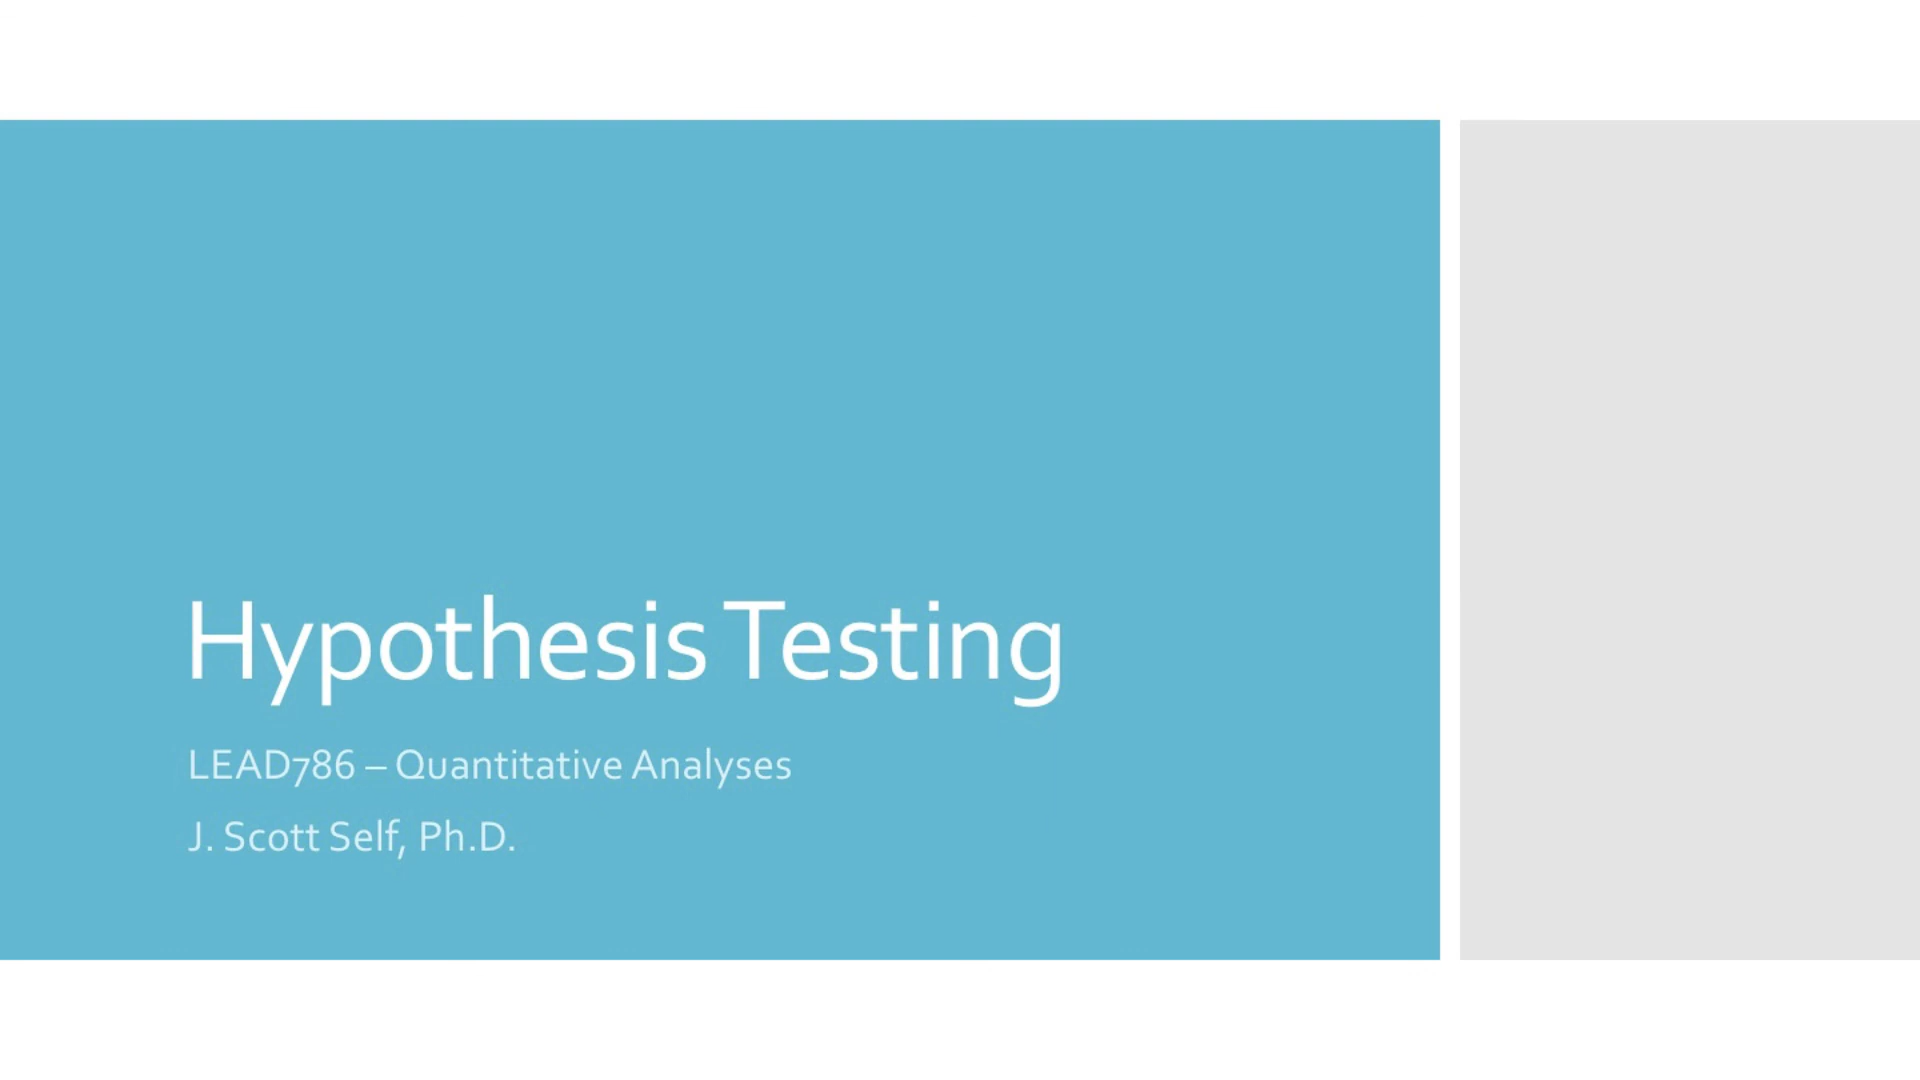 Hypothesis Testing
LEAD786 – Quantitative Analyses
J. Scott Self, Ph.D.